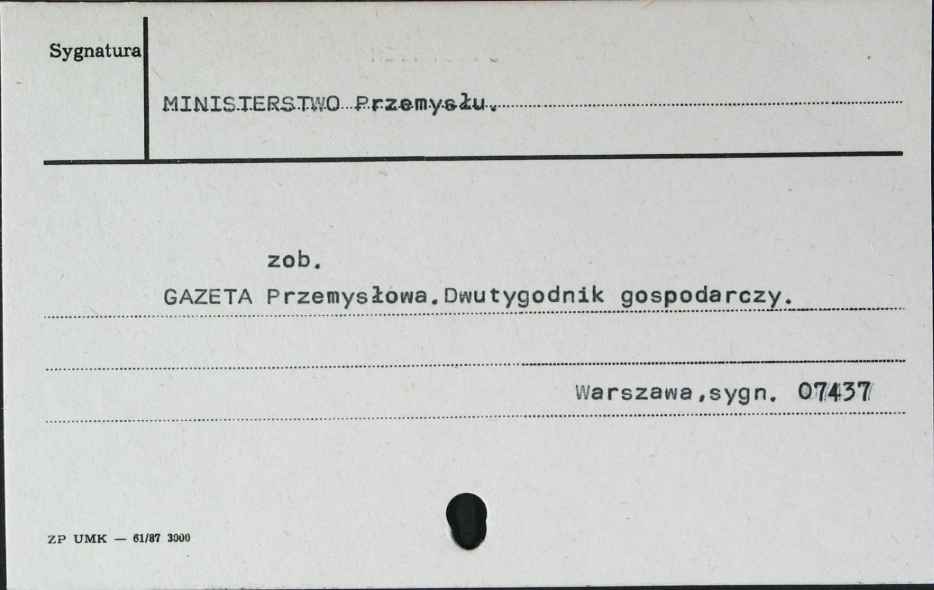 Sygnatura
MINISTERSTWO Przemysłu.
zob.
GAZETA Przemysłowa.Dwutygodnik gospodarczy.
Warszawa,sygn. 07437
ZP UMK — 61/87 3000